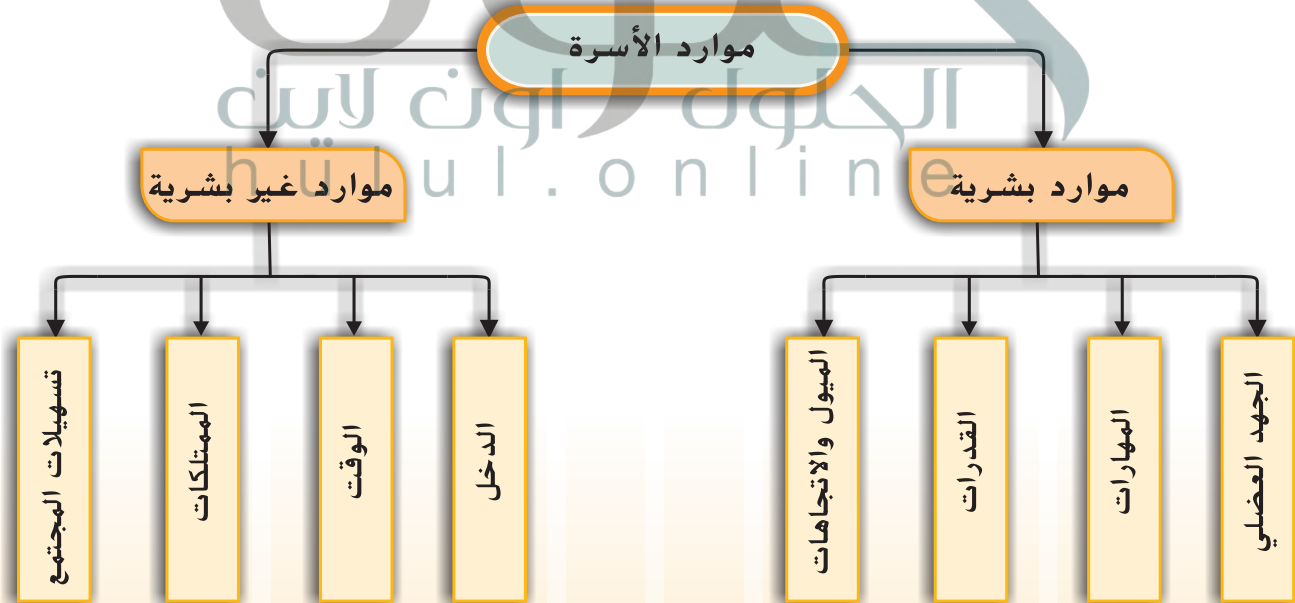 موارد الأسرة
الحلول اون لاين
hulul.online
موارد بشرية
موارد غير بشرية
الجهد العضلي
المهارات
القدرات
الميول والاتجاهات
الدخل
الوقت
الممتلكات
تسهيلات المجتمع